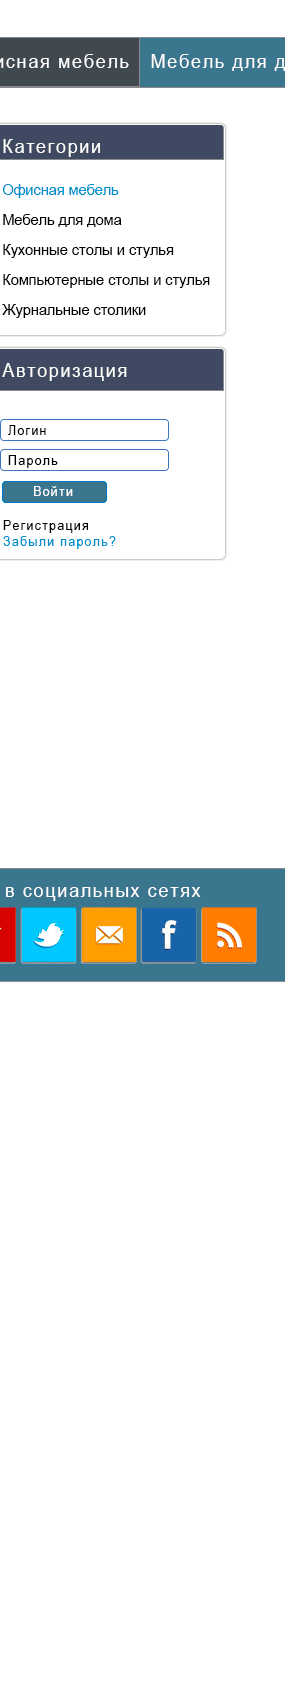 исная мебель
Мебель для д
Категории
Офисная мебель
Мебель для дома
Кухонные столы и стулья
Компьютерные столы и стулья
Журнальные столики
Авторизация
Логин
Пароль
Войти
Регистрация
Забыли пароль?
в социальных сетях